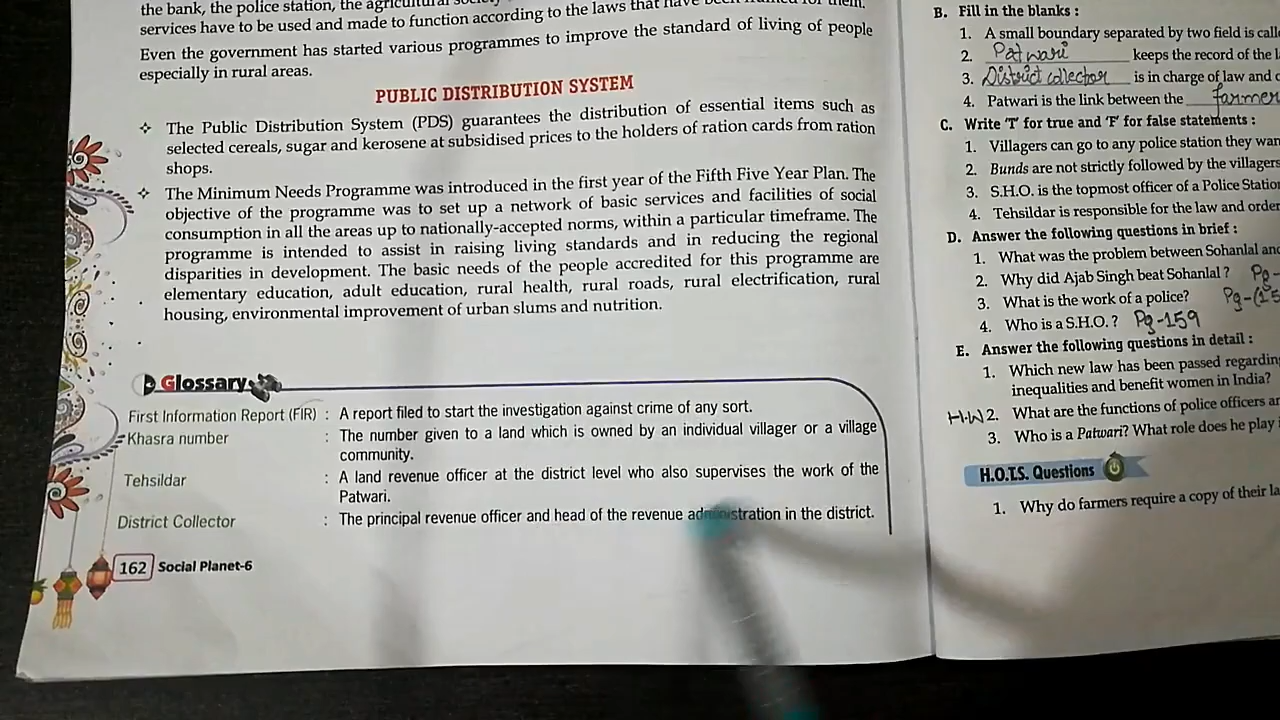 the bank, the police station, the agricultural
services have to be used and made to function according to the laws that have been framed for them.
Even the government has started various programmes to improve the standard of living of people
especially in rural areas.
PUBLIC DISTRIBUTION SYSTEM
The Public Distribution System (PDS) guarantees the distribution of essential items such as
selected cereals, sugar and kerosene at subsidised prices to the holders of ration cards from ration
shops.
The Minimum Needs Programme was introduced in the first year of the Fifth Five Year Plan. The
objective of the programme was to set up a network of basic services and facilities of social
consumption in all the areas up to nationally-accepted norms, within a particular timeframe. The
programme is intended to assist in raising living standards and in reducing the regional
disparities in development. The basic needs of the people accredited for this programme are
elementary education, adult education, rural health, rural roads, rural electrification, rural
housing, environmental improvement of urban slums and nutrition.
Glossary
First Information Report (FIR) : A report filed to start the investigation against crime of any sort.
Khasra number : The number given to a land which is owned by an individual villager or a village
community.
Tehsildar : A land revenue officer at the district level who also supervises the work of the
Patwari.
District Collector : The principal revenue officer and head of the revenue administration in the district.
162 Social Planet-6
B. Fill in the blanks :
1. A small boundary separated by two field is
2. Patwari keeps the record of the
3. District collector is in charge of law and
4. Patwari is the link between the farmer
C. Write 'T' for true and 'F' for false statements :
1. Villagers can go to any police station they
2. Bunds are not strictly followed by the villagers
3. S.H.O. is the topmost officer of a Police
4. Tehsildar is responsible for the law and order
D. Answer the following questions in brief :
1. What was the problem between Sohanlal
2. Why did Ajab Singh beat Sohanlal ? Pg-
3. What is the work of a police? Pg-
4. Who is a S.H.O. ? Pg-159
E. Answer the following questions in detail :
1. Which new law has been passed
inequalities and benefit women in India?
H.W 2. What are the functions of police officers
3. Who is a Patwari? What role does he play
H.O.T.S. Questions
1. Why do farmers require a copy of their